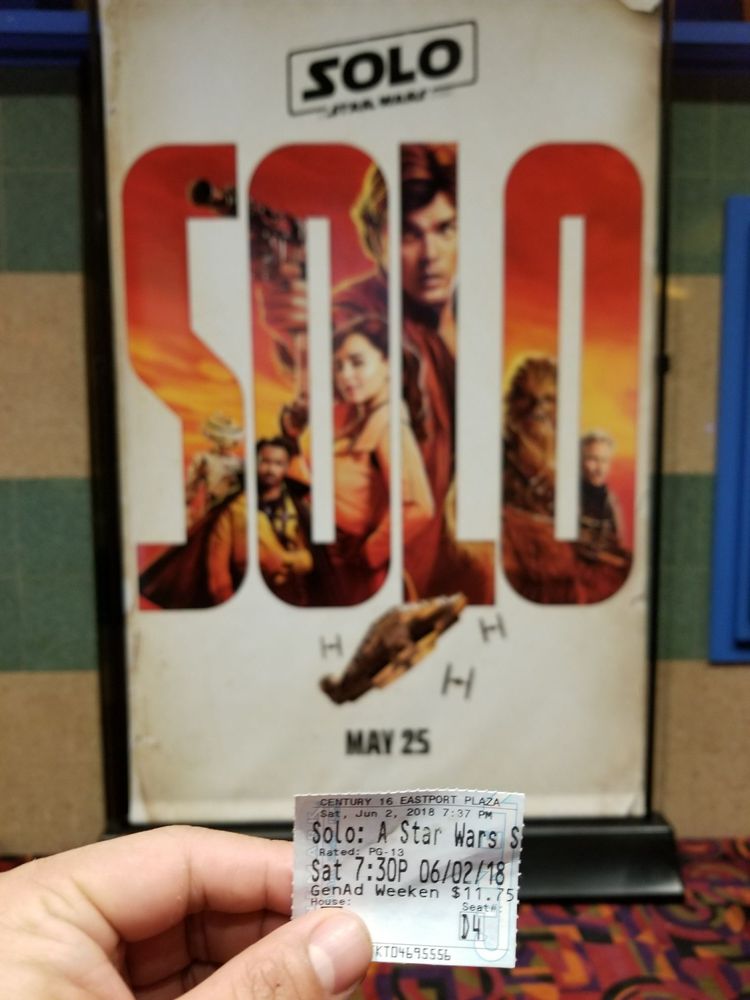 SOLO
STAR WARS
SOLO
MAY 25
CENTURY 16 EASTPORT PLAZA
Sat, Jun 2, 2018 7:37 PM
Solo: A Star Wars S
Rated: PG-13
Sat 7:30P 06/02/18
GenAd Weeken $11.75
House: Seat#:
D4
KT04695556